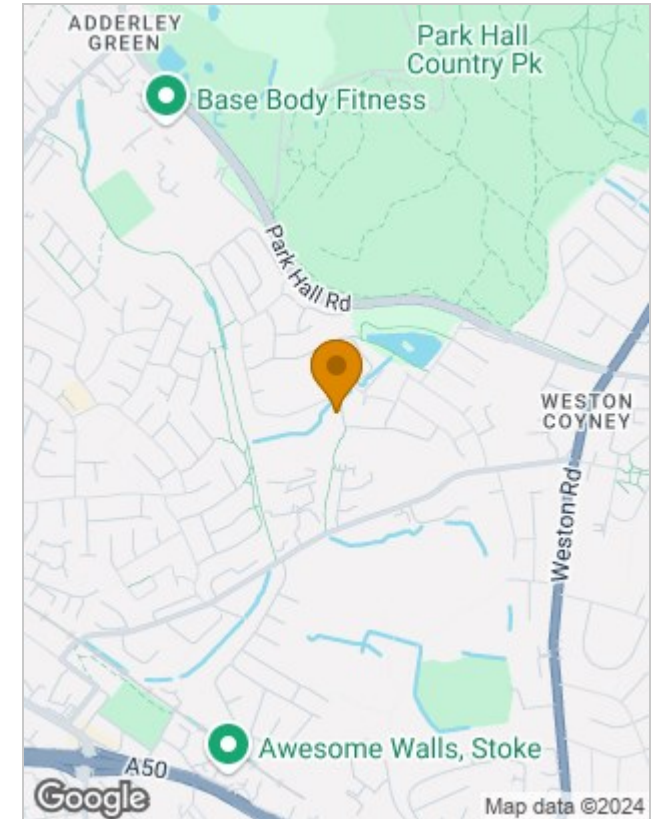 ADDERLEY
GREEN
Park Hall
Country Pk
Base Body Fitness
Park Hall Rd
WESTON
COYNEY
Weston Rd
Awesome Walls, Stoke
A50
Google
Map data ©2024